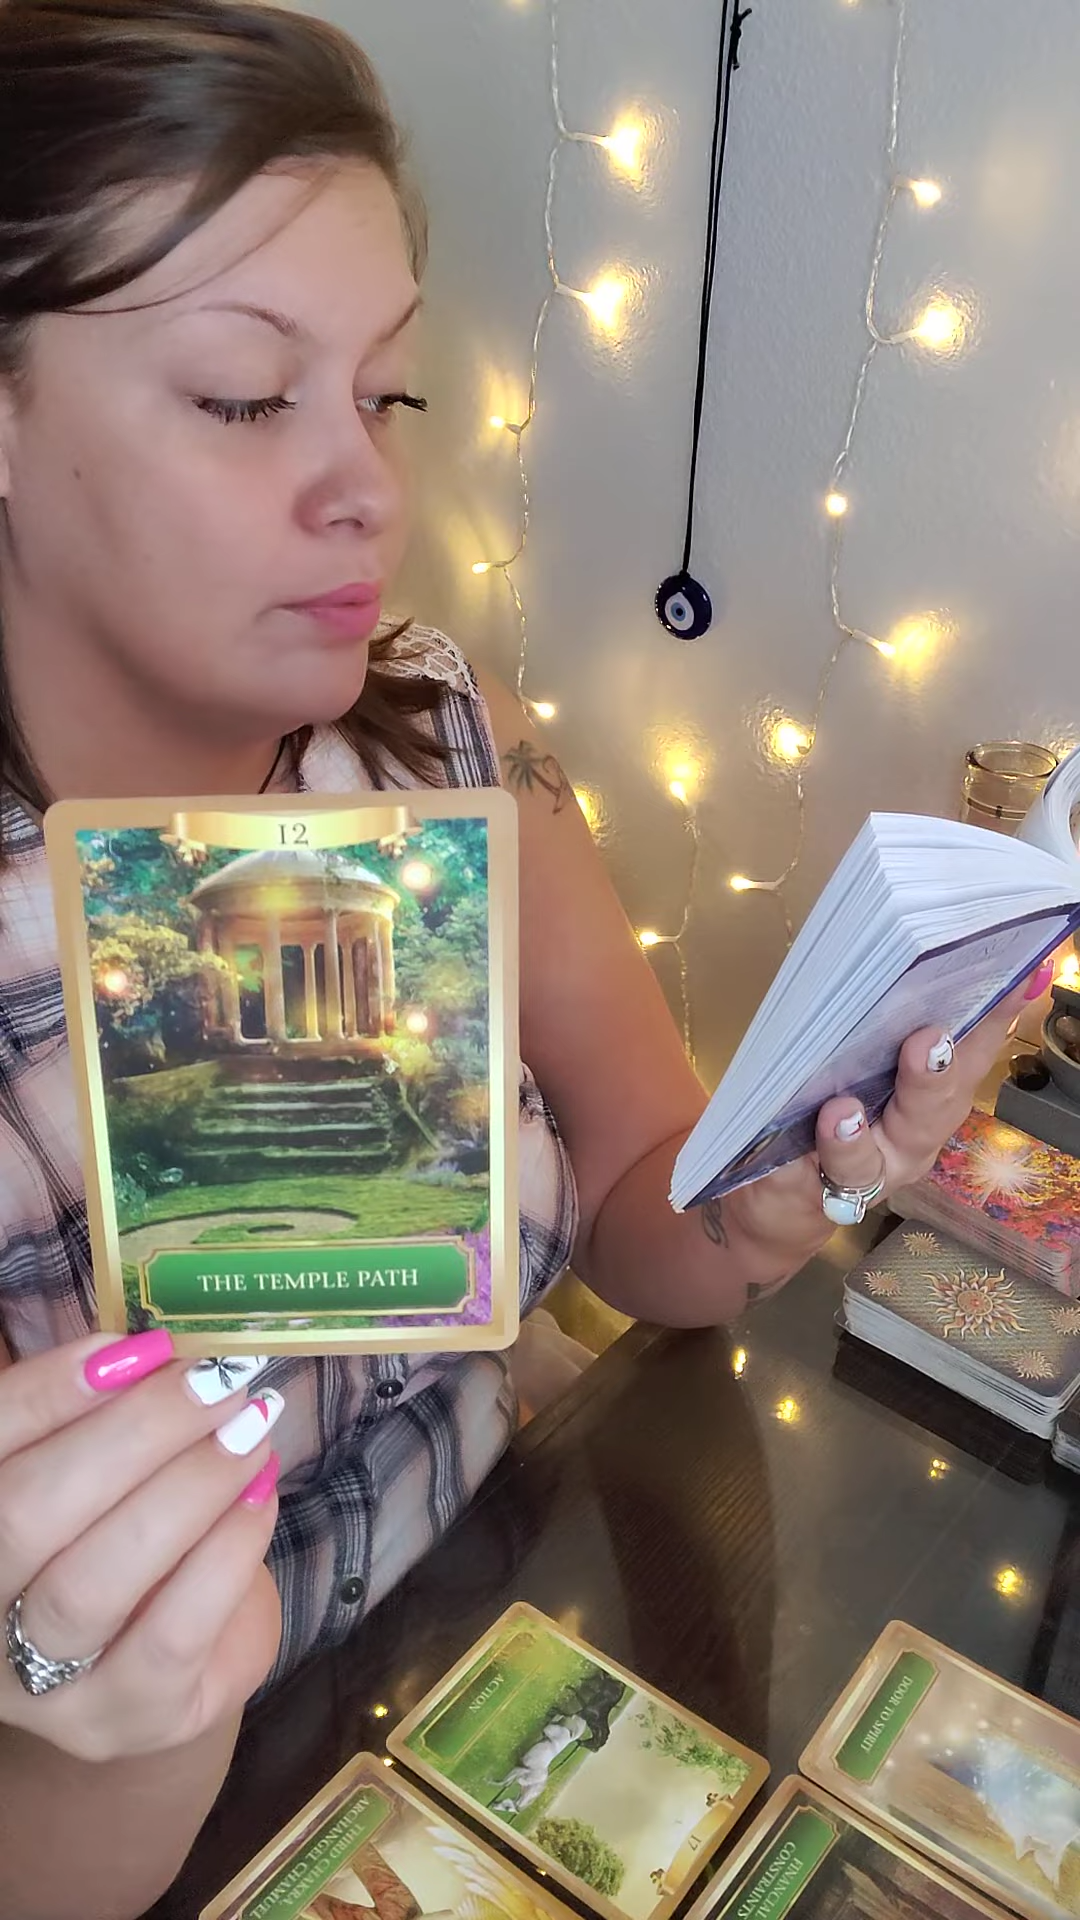 12
THE TEMPLE PATH
ACTION
17
DOOR TO SPIRIT
THIRD CHAKRA,
ARCHANGEL CHAMUEL
FINANCIAL
CONSTRAINTS